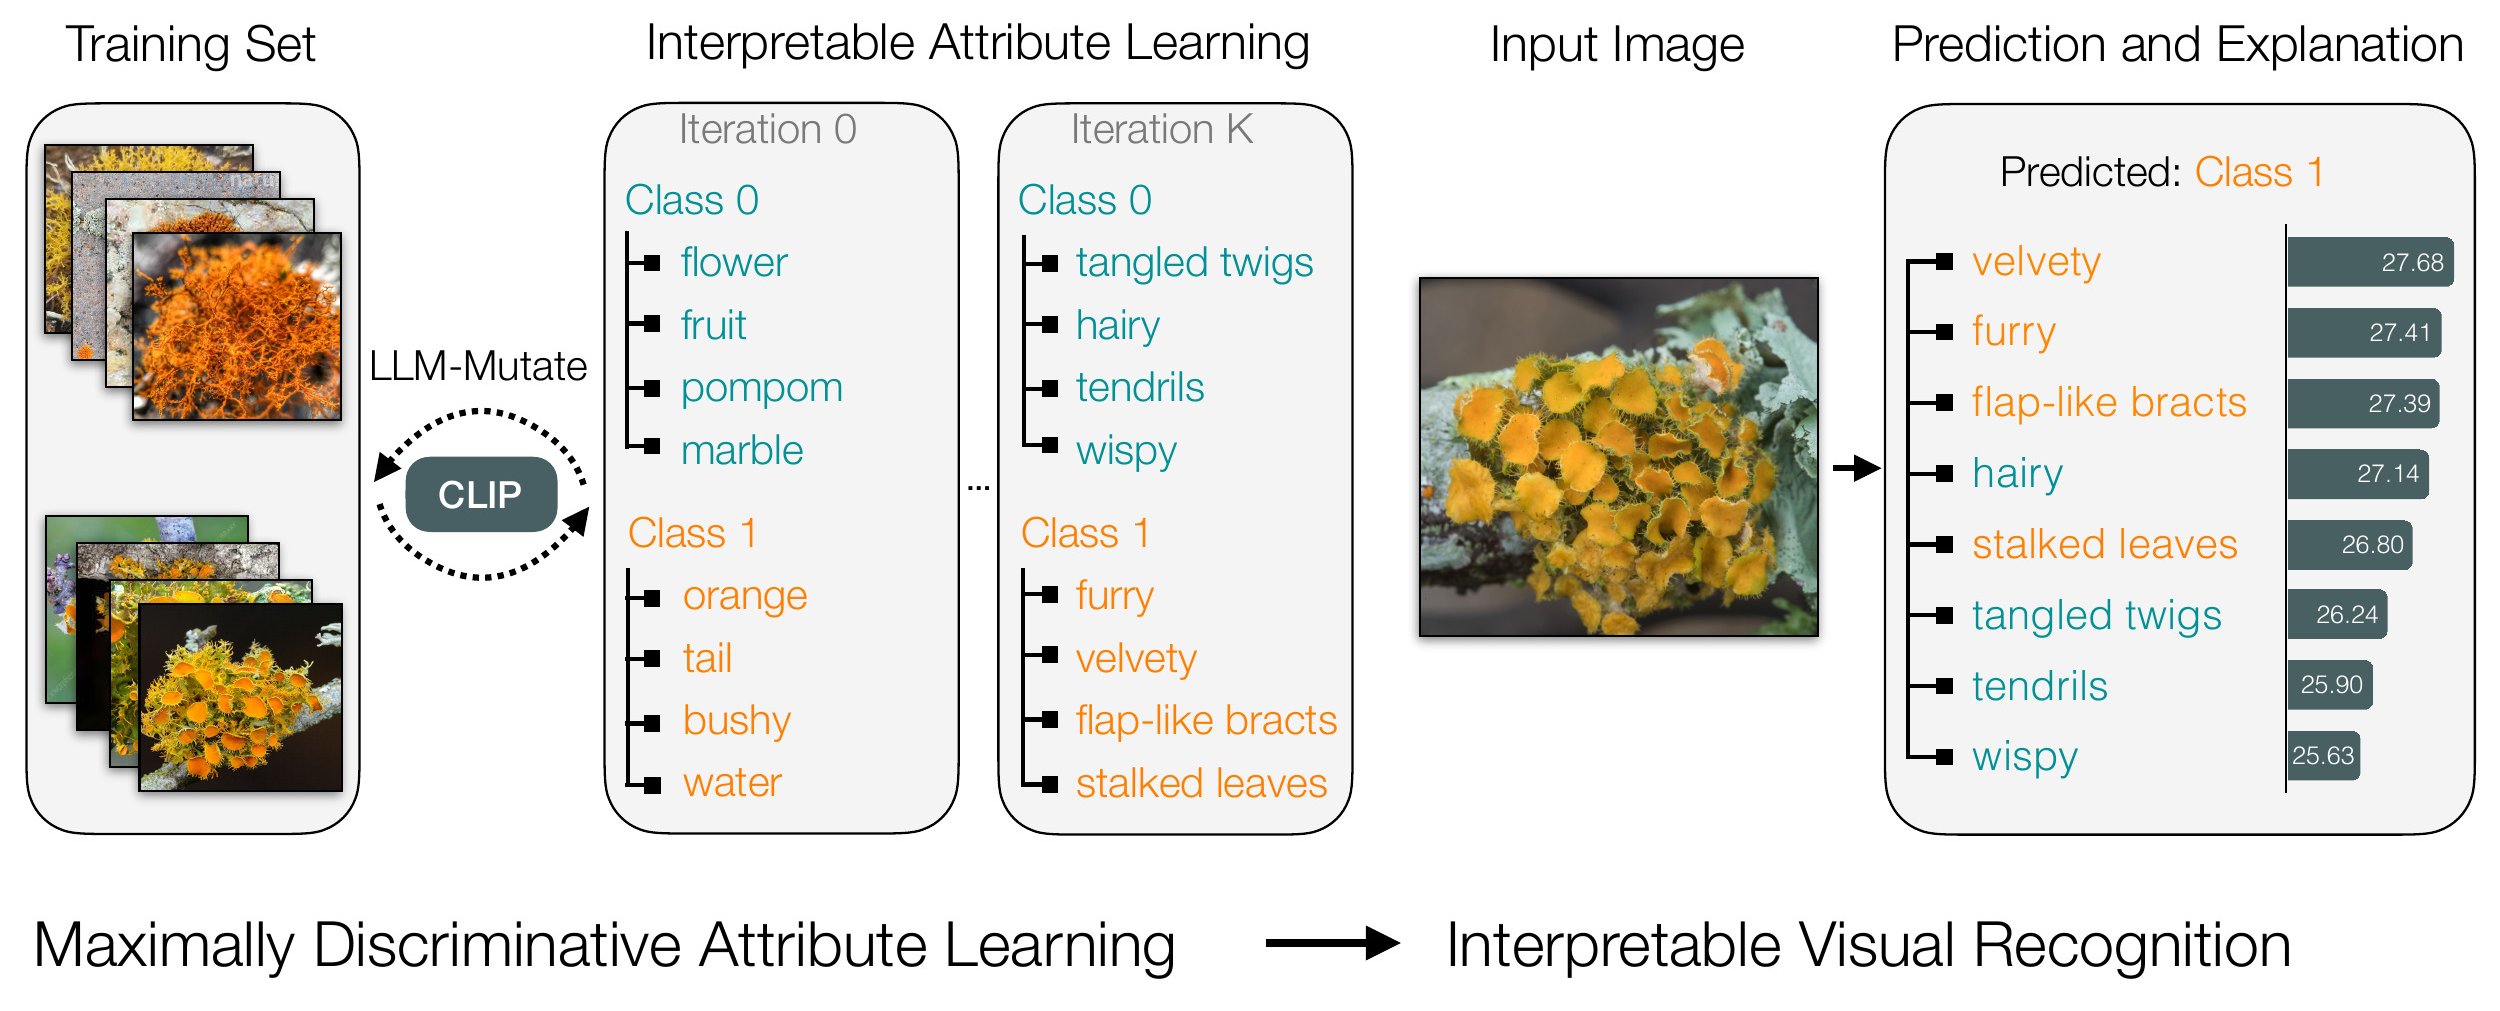 Training Set
Interpretable Attribute Learning
Input Image
Prediction and Explanation
LLM-Mutate
CLIP
Iteration 0
Class 0
flower
fruit
pompom
marble
Class 1
orange
tail
bushy
water
...
Iteration K
Class 0
tangled twigs
hairy
tendrils
wispy
Class 1
furry
velvety
flap-like bracts
stalked leaves
Predicted: Class 1
velvety 27.68
furry 27.41
flap-like bracts 27.39
hairy 27.14
stalked leaves 26.80
tangled twigs 26.24
tendrils 25.90
wispy 25.63
Maximally Discriminative Attribute Learning
Interpretable Visual Recognition